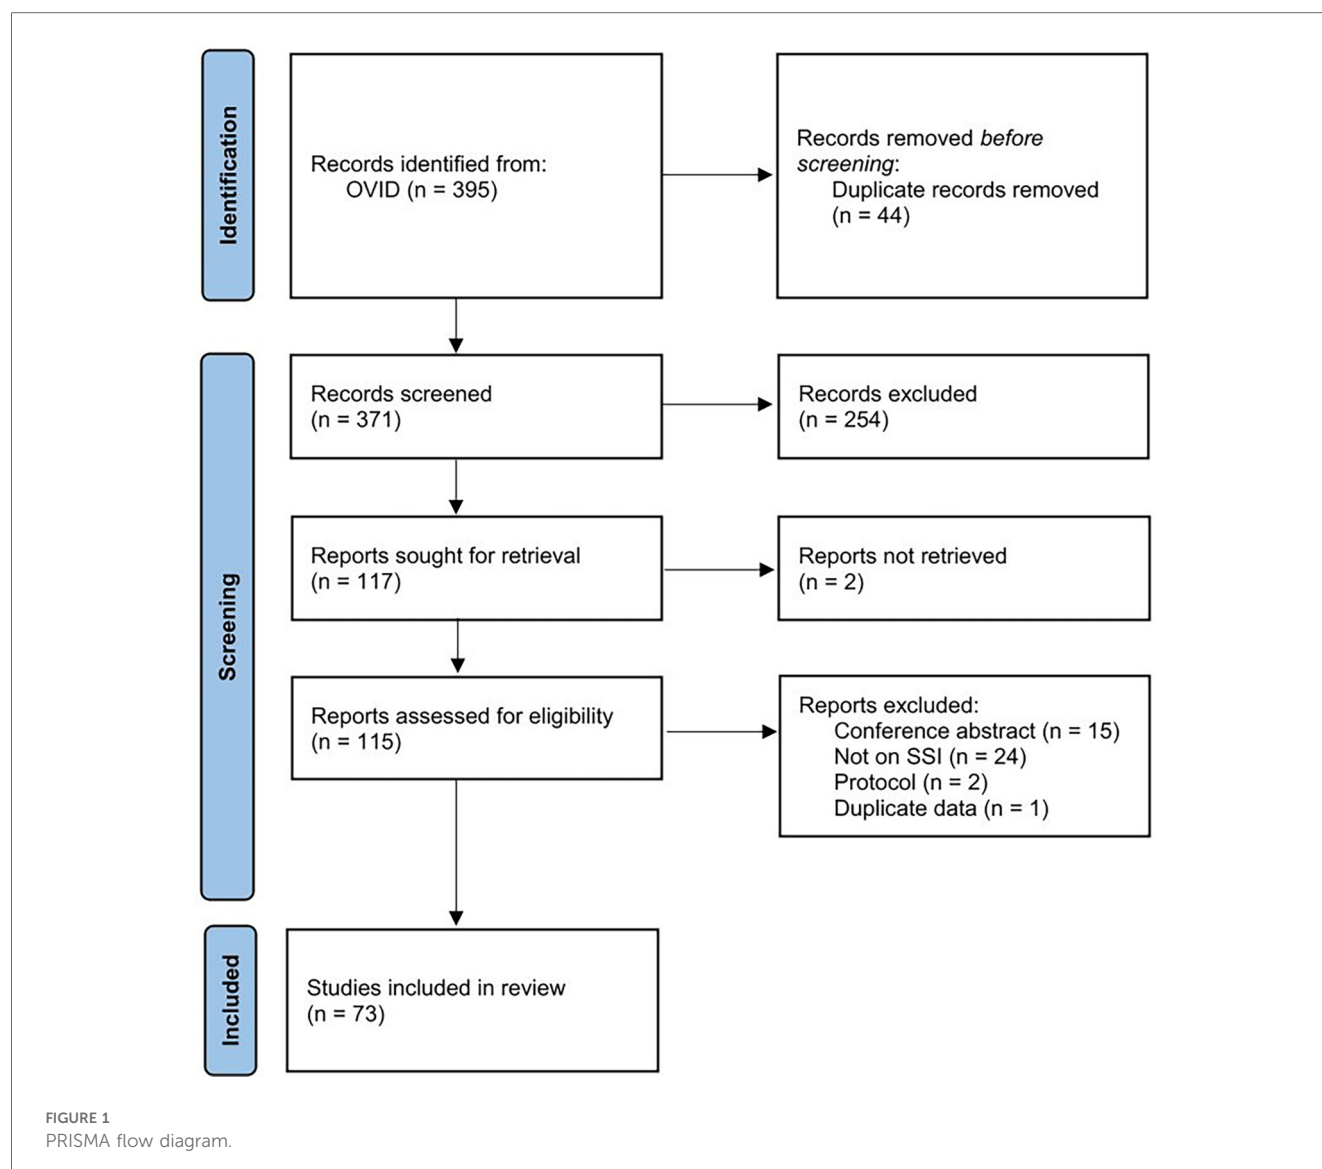 Identification
Records identified from:
OVID (n = 395)
Records removed before
screening:
Duplicate records removed
(n = 44)
Screening
Records screened
(n = 371)
Records excluded
(n = 254)
Reports sought for retrieval
(n = 117)
Reports not retrieved
(n = 2)
Reports assessed for eligibility
(n = 115)
Reports excluded:
Conference abstract (n = 15)
Not on SSI (n = 24)
Protocol (n = 2)
Duplicate data (n = 1)
Included
Studies included in review
(n = 73)
FIGURE 1
PRISMA flow diagram.